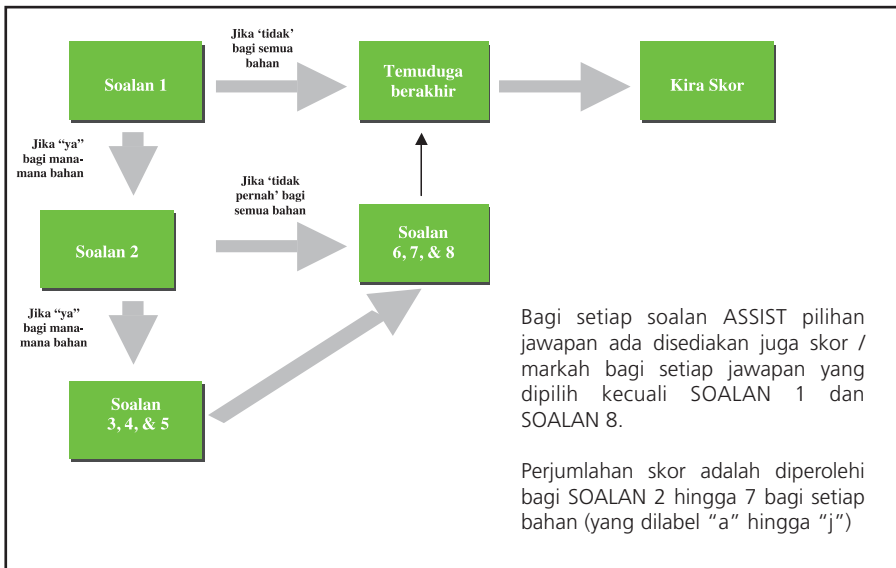 Soalan 1
Jika ‘tidak’
bagi semua
bahan
Temuduga
berakhir
Kira Skor
Jika “ya”
bagi mana-
mana bahan
Soalan 2
Jika ‘tidak
pernah’ bagi
semua bahan
Soalan
6, 7, & 8
Jika “ya”
bagi mana-
mana bahan
Soalan
3, 4, & 5
Bagi setiap soalan ASSIST pilihan
jawapan ada disediakan juga skor /
markah bagi setiap jawapan yang
dipilih kecuali SOALAN 1 dan
SOALAN 8.
Perjumlahan skor adalah diperolehi
bagi SOALAN 2 hingga 7 bagi setiap
bahan (yang dilabel “a” hingga “j”)